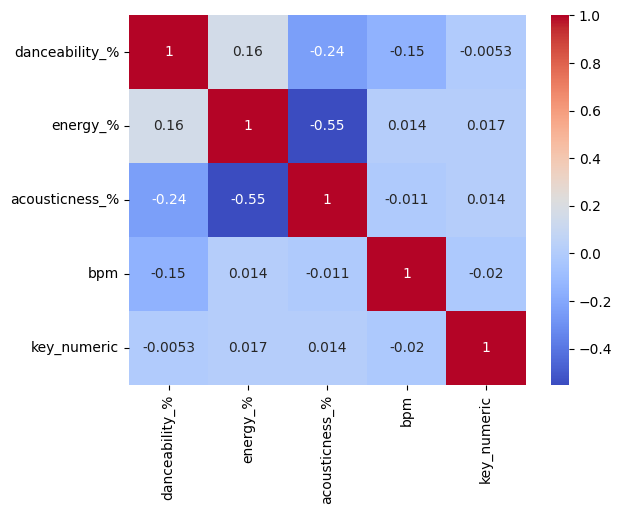 danceability_% 1 0.16 -0.24 -0.15 -0.0053
energy_% 0.16 1 -0.55 0.014 0.017
acousticness_% -0.24 -0.55 1 -0.011 0.014
bpm -0.15 0.014 -0.011 1 -0.02
key_numeric -0.0053 0.017 0.014 -0.02 1
danceability_% energy_% acousticness_% bpm key_numeric
1.0
0.8
0.6
0.4
0.2
0.0
−0.2
−0.4